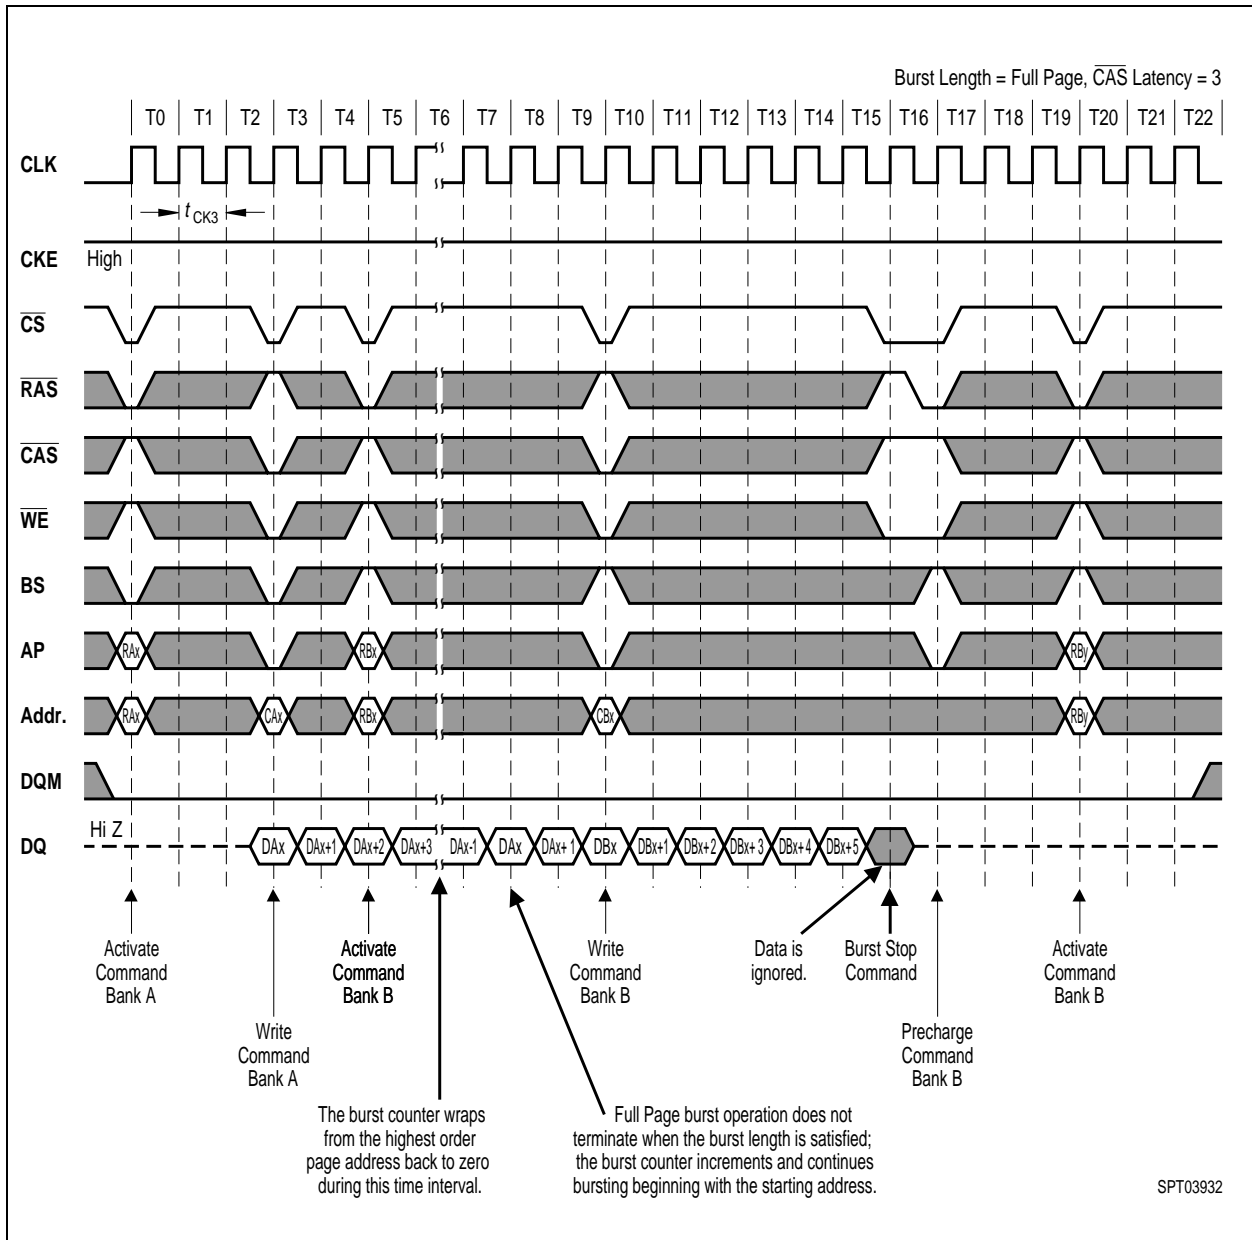 Burst Length = Full Page, CAS Latency = 3
T0 T1 T2 T3 T4 T5 T6 T7 T8 T9 T10 T11 T12 T13 T14 T15 T16 T17 T18 T19 T20 T21 T22
CLK
t CK3
CKE High
CS
RAS
CAS
WE
BS
AP RAx RBx RBy
Addr. RAx CAx RBx CBx RBy
DQM
Hi Z
DQ DAx DAx+1 DAx+2 DAx+3 DAx-1 DAx DAx+1 DBx DBx+1 DBx+2 DBx+3 DBx+4 DBx+5
Activate
Command
Bank A
Write
Command
Bank A
Activate
Command
Bank B
Write
Command
Bank B
Data is
ignored.
Burst Stop
Command
Precharge
Command
Bank B
Activate
Command
Bank B
The burst counter wraps
from the highest order
page address back to zero
during this time interval.
Full Page burst operation does not
terminate when the burst length is satisfied;
the burst counter increments and continues
bursting beginning with the starting address.
SPT03932